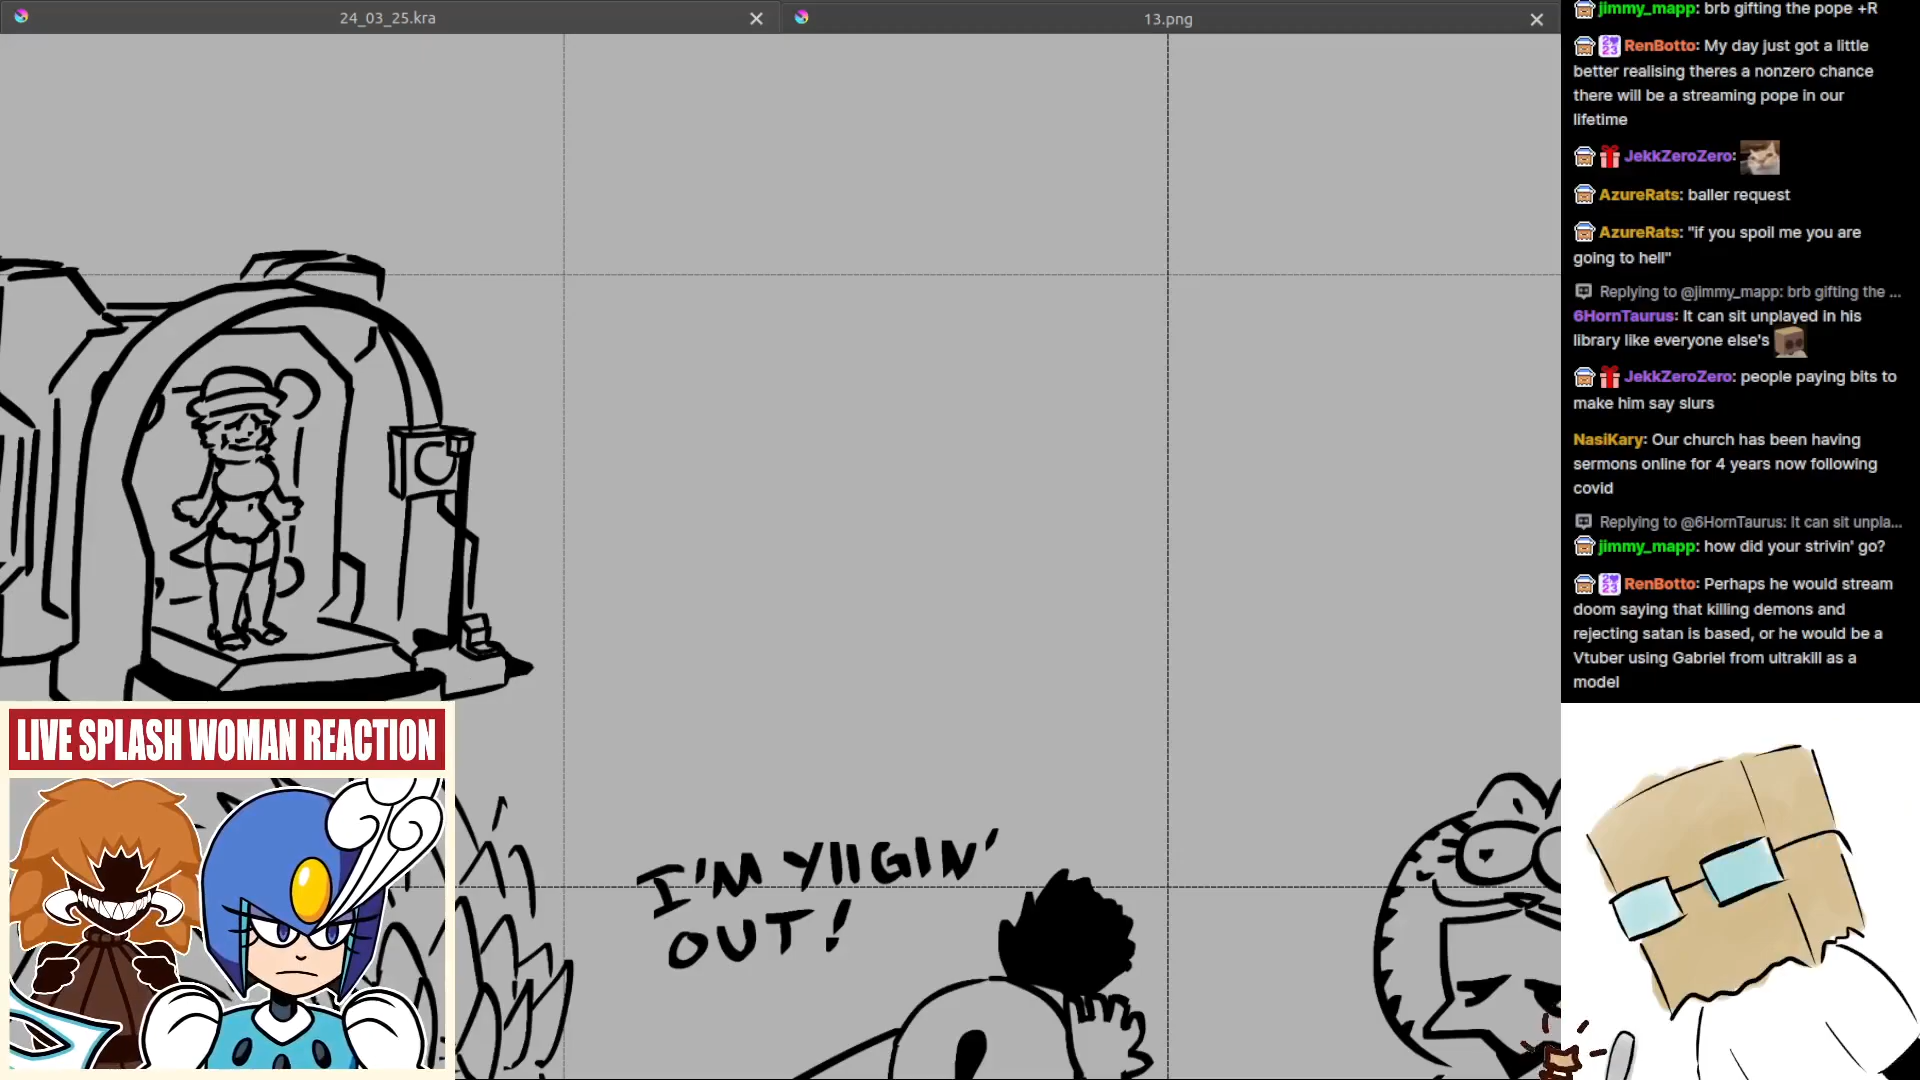 24_03_25.kra
13.png
jimmy_mapp: brb gifting the pope +R
RenBotto: My day just got a little
better realising theres a nonzero chance
there will be a streaming pope in our
lifetime
JekkZeroZero:
AzureRats: baller request
AzureRats: "if you spoil me you are
going to hell"
Replying to @jimmy_mapp: brb gifting the ...
6HornTaurus: It can sit unplayed in his
library like everyone else's
JekkZeroZero: people paying bits to
make him say slurs
NasiKary: Our church has been having
sermons online for 4 years now following
covid
Replying to @6HornTaurus: It can sit unpla...
jimmy_mapp: how did your strivin' go?
RenBotto: Perhaps he would stream
doom saying that killing demons and
rejecting satan is based, or he would be a
Vtuber using Gabriel from ultrakill as a
model
LIVE SPLASH WOMAN REACTION
I'M YIIGIN'
OUT!